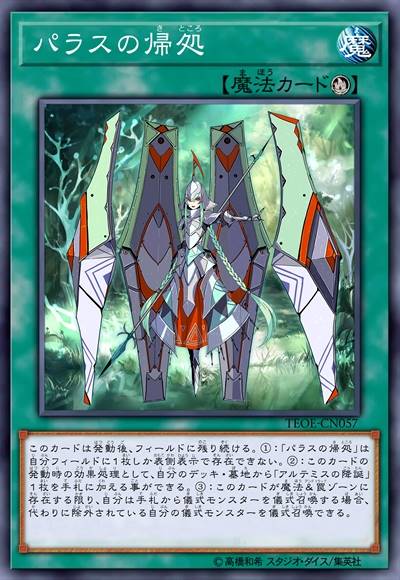 パラスの帰処
魔
【魔法カード】
TEOE-CN057
このカードは発動後、フィールドに残り続ける。①:「パラスの帰処」は
自分フィールドに1枚しか表側表示で存在できない。②:このカードの
発動時の効果処理として、自分のデッキ・墓地から「アルテミスの降誕」
1枚を手札に加える事ができる。③:このカードが魔法&罠ゾーンに
存在する限り、自分は手札から儀式モンスターを儀式召喚する場合、
代わりに除外されている自分の儀式モンスターを儀式召喚できる。
©高橋和希 スタジオ・ダイス/集英社